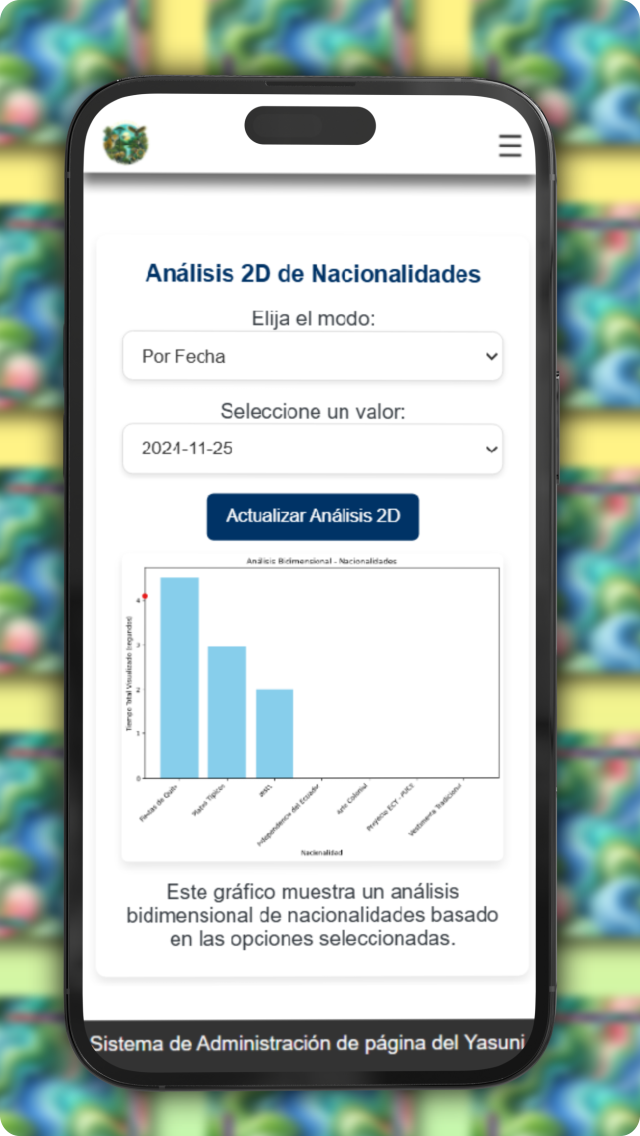 Análisis 2D de Nacionalidades
Elija el modo:
Por Fecha
Seleccione un valor:
2024-11-25
Actualizar Análisis 2D
Análisis Bidimensional - Nacionalidades
Tiempo Total Visualizado (segundos)
4
3
2
1
0
Fiestas de Quito
Platos Típicos
Independencia del Ecuador
Arte Colonial
Proyecto ECY - PUCE
Vestimenta Tradicional
Nacionalidad
Este gráfico muestra un análisis
bidimensional de nacionalidades basado
en las opciones seleccionadas.
Sistema de Administración de página del Yasuni